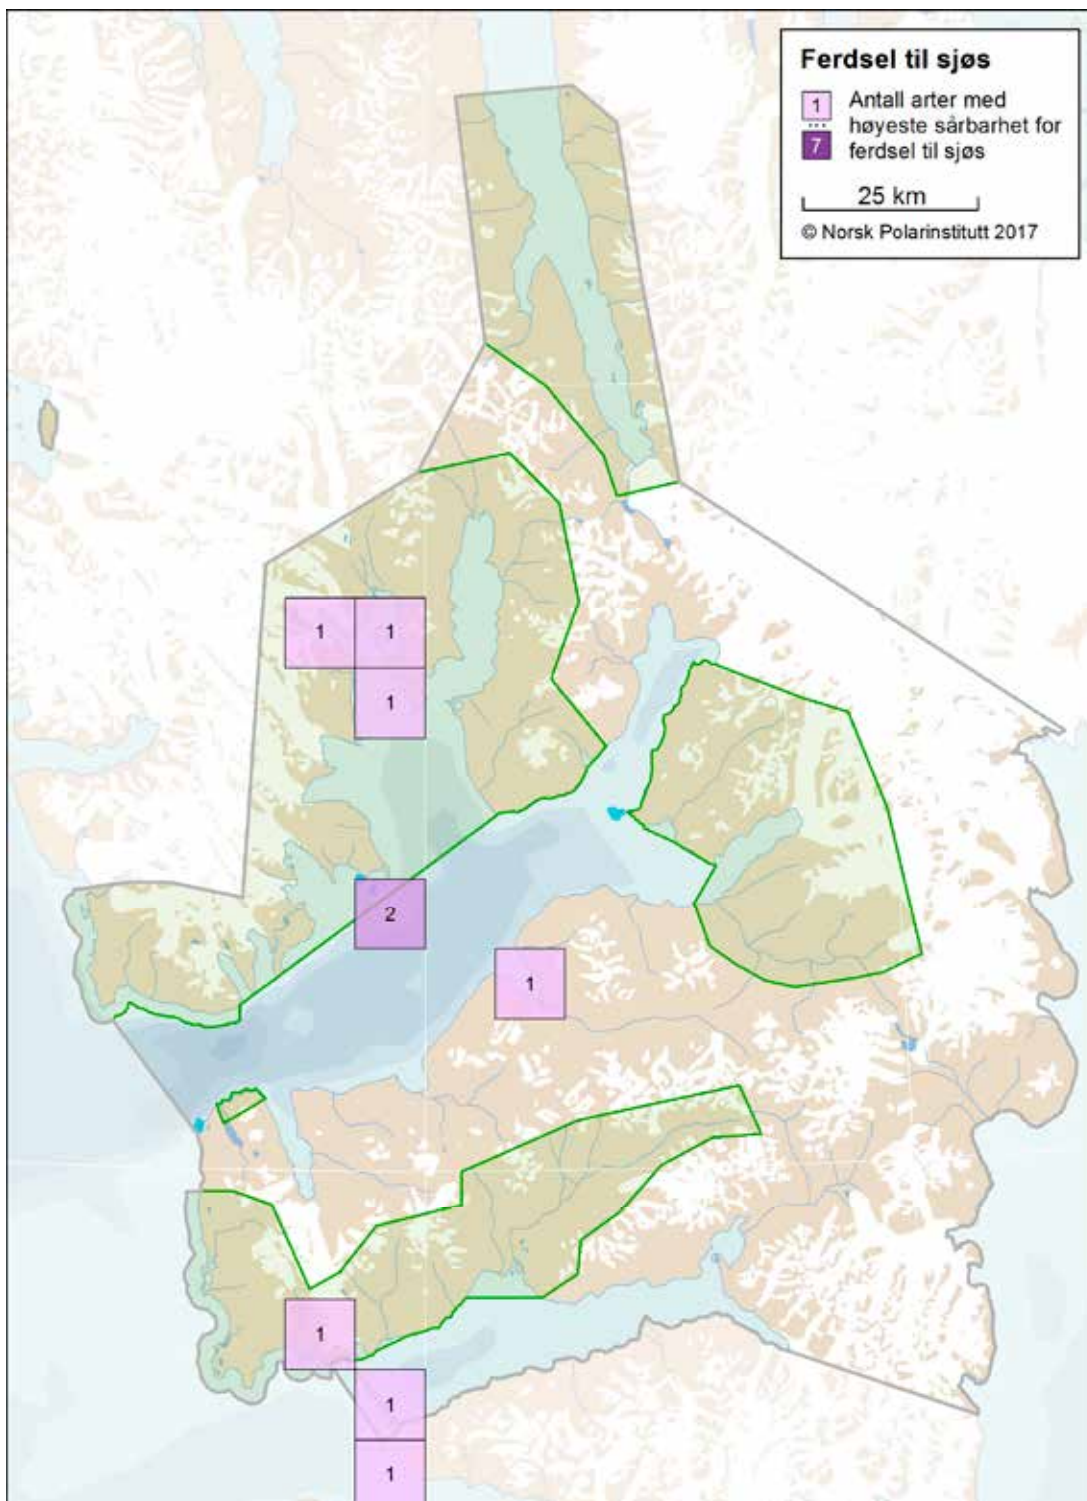 Ferdsel til sjøs
1 Antall arter med
... høyeste sårbarhet for
7 ferdsel til sjøs
25 km
© Norsk Polarinstitutt 2017
1 1
1
2
1
1
1
1